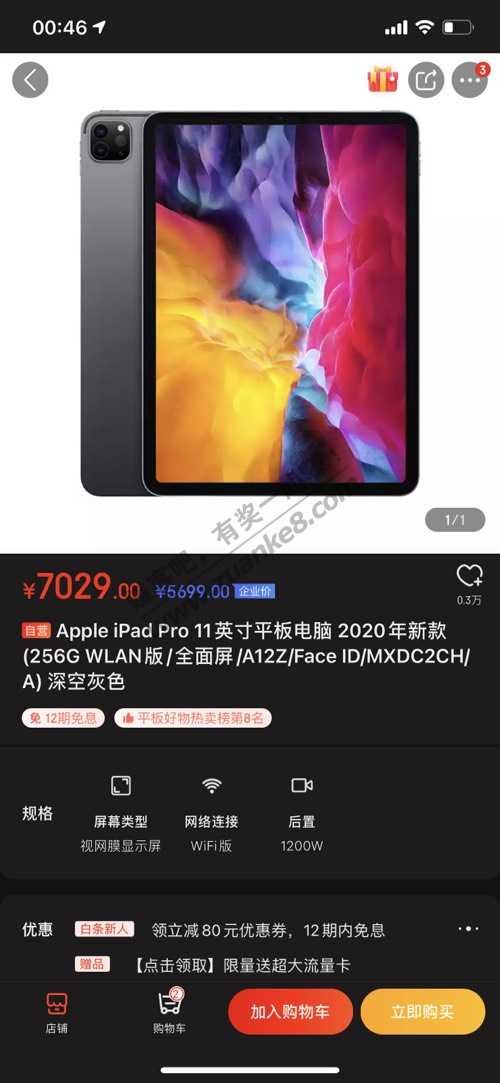 00:46
3
1/1
¥7029.00 ¥5699.00 企业价
0.3万
自营 Apple iPad Pro 11英寸平板电脑 2020年新款
(256G WLAN版/全面屏/A12Z/Face ID/MXDC2CH/
A) 深空灰色
免 12期免息 平板好物热卖榜第8名
规格
屏幕类型 网络连接 后置
视网膜显示屏 WiFi版 1200W
优惠 白条新人 领立减80元优惠券，12期内免息
赠品 【点击领取】限量送超大流量卡
店铺 购物车 2 加入购物车 立即购买